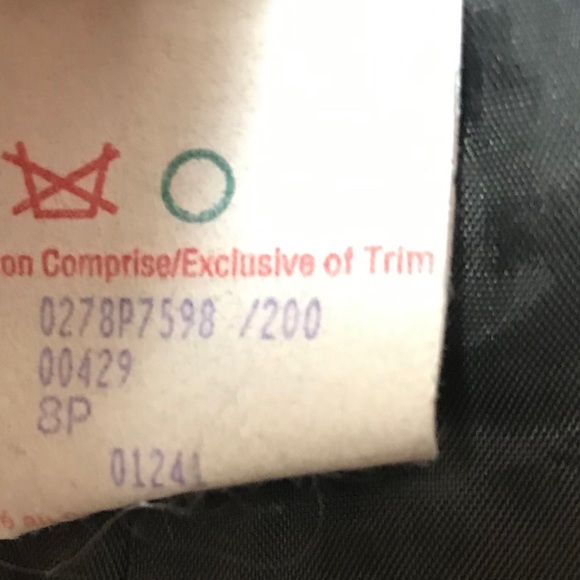 on Comprise/Exclusive of Trim
0278P7598 /200
00429
8P
01241